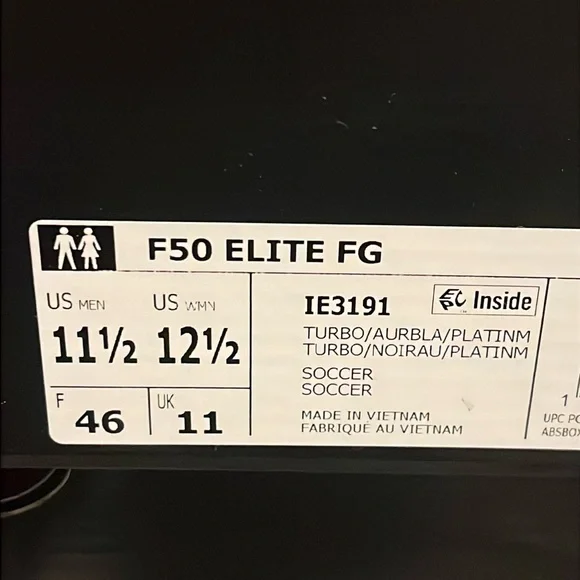 F50 ELITE FG
US MEN US WMN
11½ 12½
F 46 UK 11
IE3191
Inside
TURBO/AURBLA/PLATINM
TURBO/NOIRAU/PLATINM
SOCCER
SOCCER
MADE IN VIETNAM
FABRIQUÉ AU VIETNAM
1
UPC PC
ABSBOX